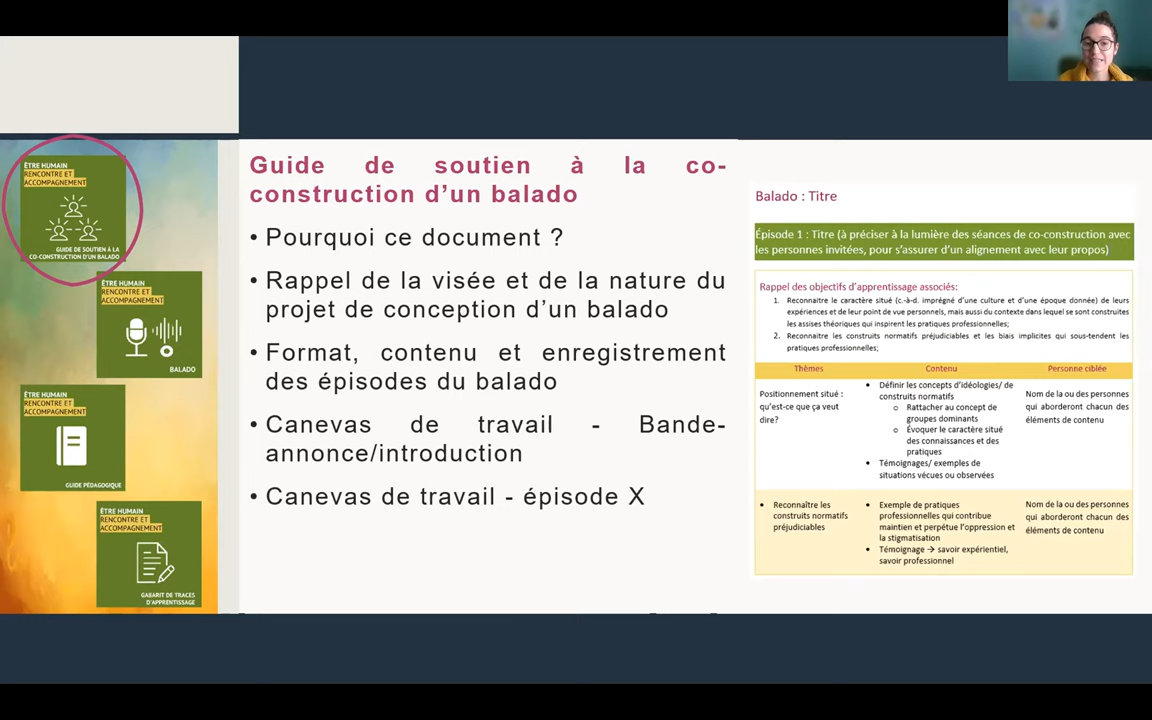 ÊTRE HUMAIN
RENCONTRE ET
ACCOMPAGNEMENT
GUIDE DE SOUTIEN À LA
CO-CONSTRUCTION D'UN BALADO
ÊTRE HUMAIN
RENCONTRE ET
ACCOMPAGNEMENT
BALADO
ÊTRE HUMAIN
RENCONTRE ET
ACCOMPAGNEMENT
GUIDE PÉDAGOGIQUE
ÊTRE HUMAIN
RENCONTRE ET
ACCOMPAGNEMENT
GABARIT DE TRACES
D'APPRENTISSAGE
Guide de soutien à la co-
construction d'un balado
• Pourquoi ce document ?
• Rappel de la visée et de la nature du
projet de conception d'un balado
• Format, contenu et enregistrement
des épisodes du balado
• Canevas de travail - Bande-
annonce/introduction
• Canevas de travail - épisode X
Balado : Titre
Épisode 1 : Titre (à préciser à la lumière des séances de co-construction avec
les personnes invitées, pour s'assurer d'un alignement avec leur propos)
Rappel des objectifs d'apprentissage associés:
1. Reconnaitre le caractère situé (c.-à-d. imprégné d'une culture et d'une époque donnée) de leurs
expériences et de leur point de vue personnels, mais aussi du contexte dans lequel se sont construites
les assises théoriques qui inspirent les pratiques professionnelles;
2. Reconnaitre les construits normatifs préjudiciables et les biais implicites qui sous-tendent les
pratiques professionnelles;
Thèmes Contenu Personne ciblée
Positionnement situé :
qu'est-ce que ça veut
dire?
• Définir les concepts d'idéologies/ de
construits normatifs
o Rattacher au concept de
groupes dominants
o Évoquer le caractère situé
des connaissances et des
pratiques
• Témoignages/ exemples de
situations vécues ou observées
Nom de la ou des personnes
qui aborderont chacun des
éléments de contenu
• Reconnaître les
construits normatifs
préjudiciables
• Exemple de pratiques
professionnelles qui contribue
maintien et perpétue l'oppression et
la stigmatisation
• Témoignage → savoir expérientiel,
savoir professionnel
Nom de la ou des personnes
qui aborderont chacun des
éléments de contenu